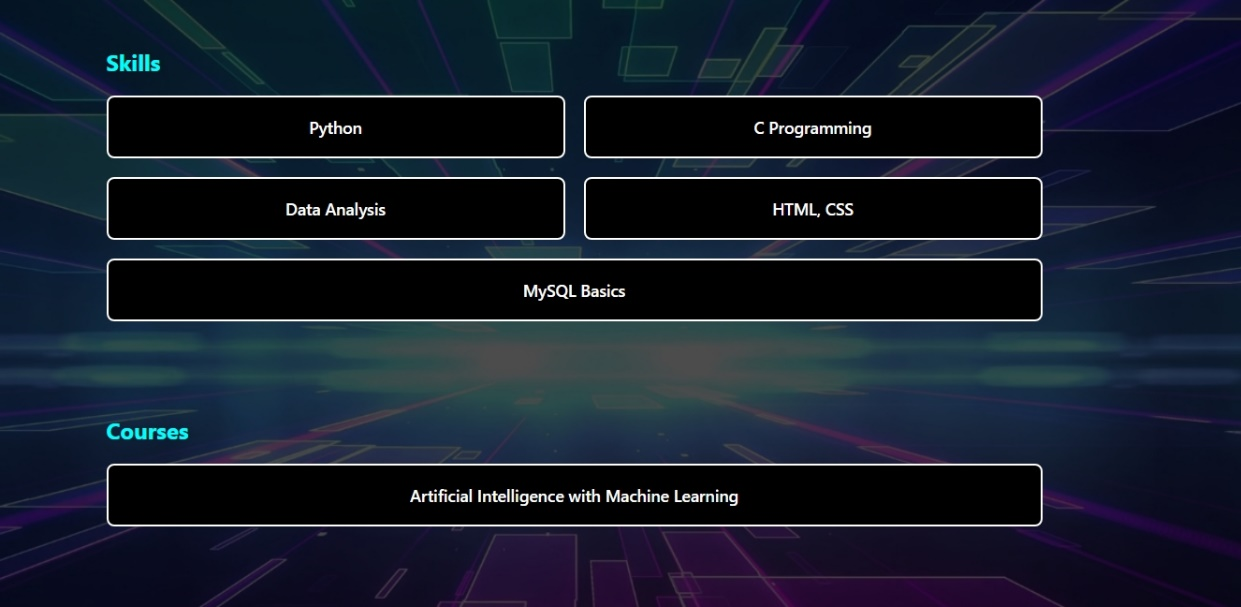 Skills
Python
C Programming
Data Analysis
HTML, CSS
MySQL Basics
Courses
Artificial Intelligence with Machine Learning